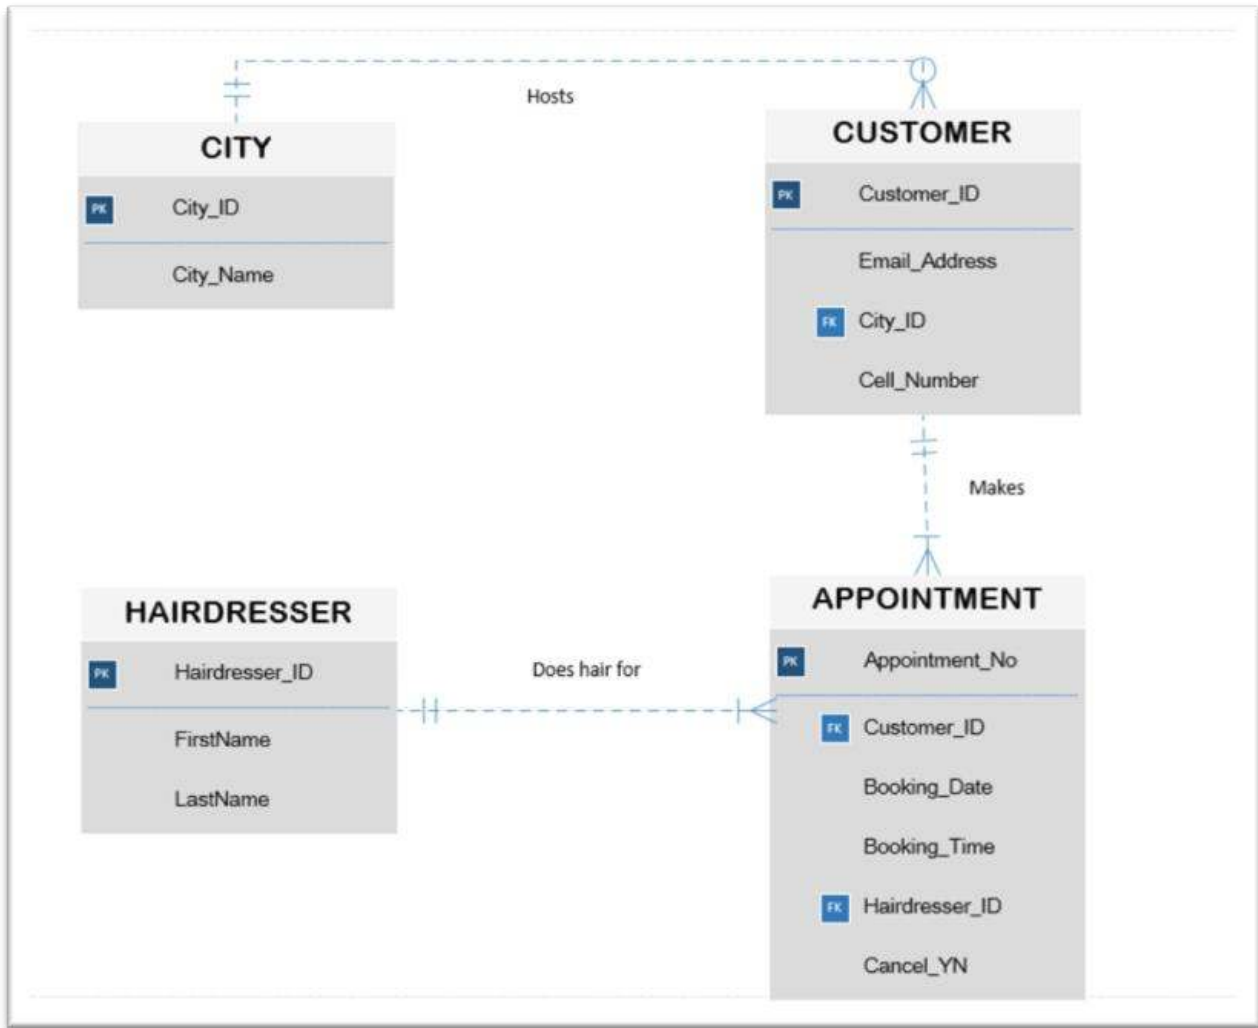 Hosts
CITY
PK City_ID
City_Name
CUSTOMER
PK Customer_ID
Email_Address
FK City_ID
Cell_Number
Makes
HAIRDRESSER
PK Hairdresser_ID
FirstName
LastName
Does hair for
APPOINTMENT
PK Appointment_No
FK Customer_ID
Booking_Date
Booking_Time
FK Hairdresser_ID
Cancel_YN